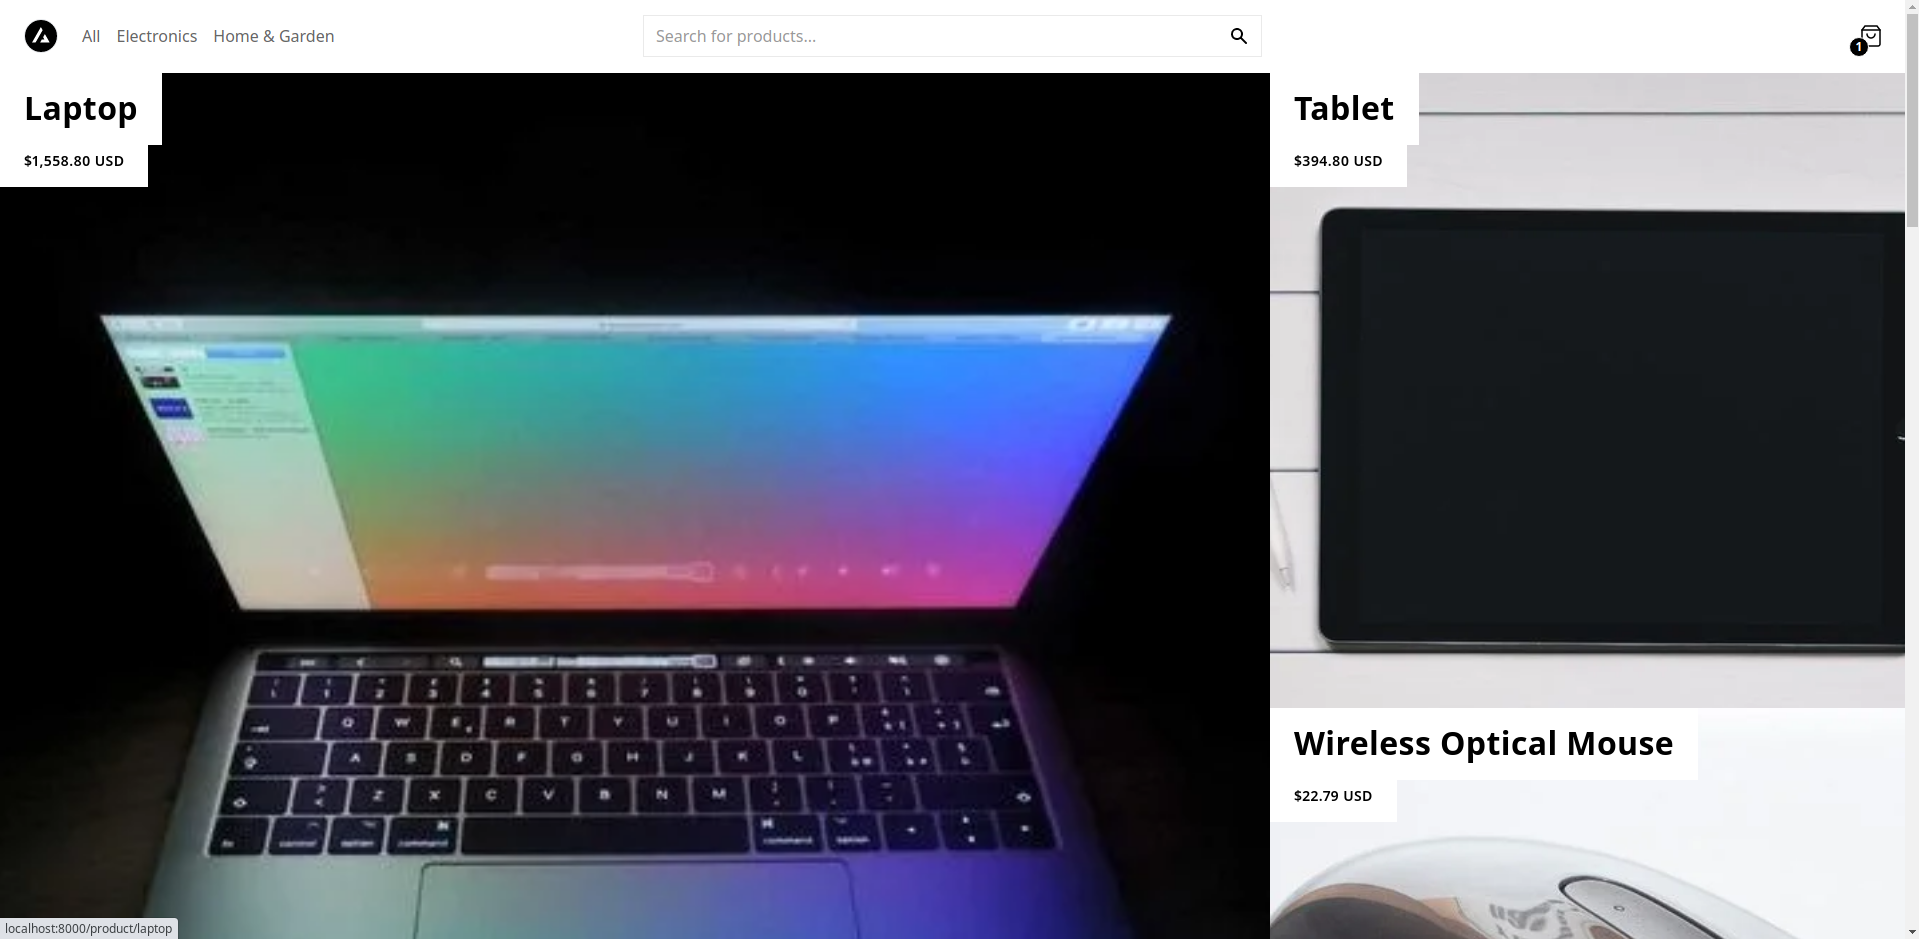 All
Electronics
Home & Garden
Search for products...
1
Laptop
$1,558.80 USD
Tablet
$394.80 USD
Wireless Optical Mouse
$22.79 USD
localhost:8000/product/laptop